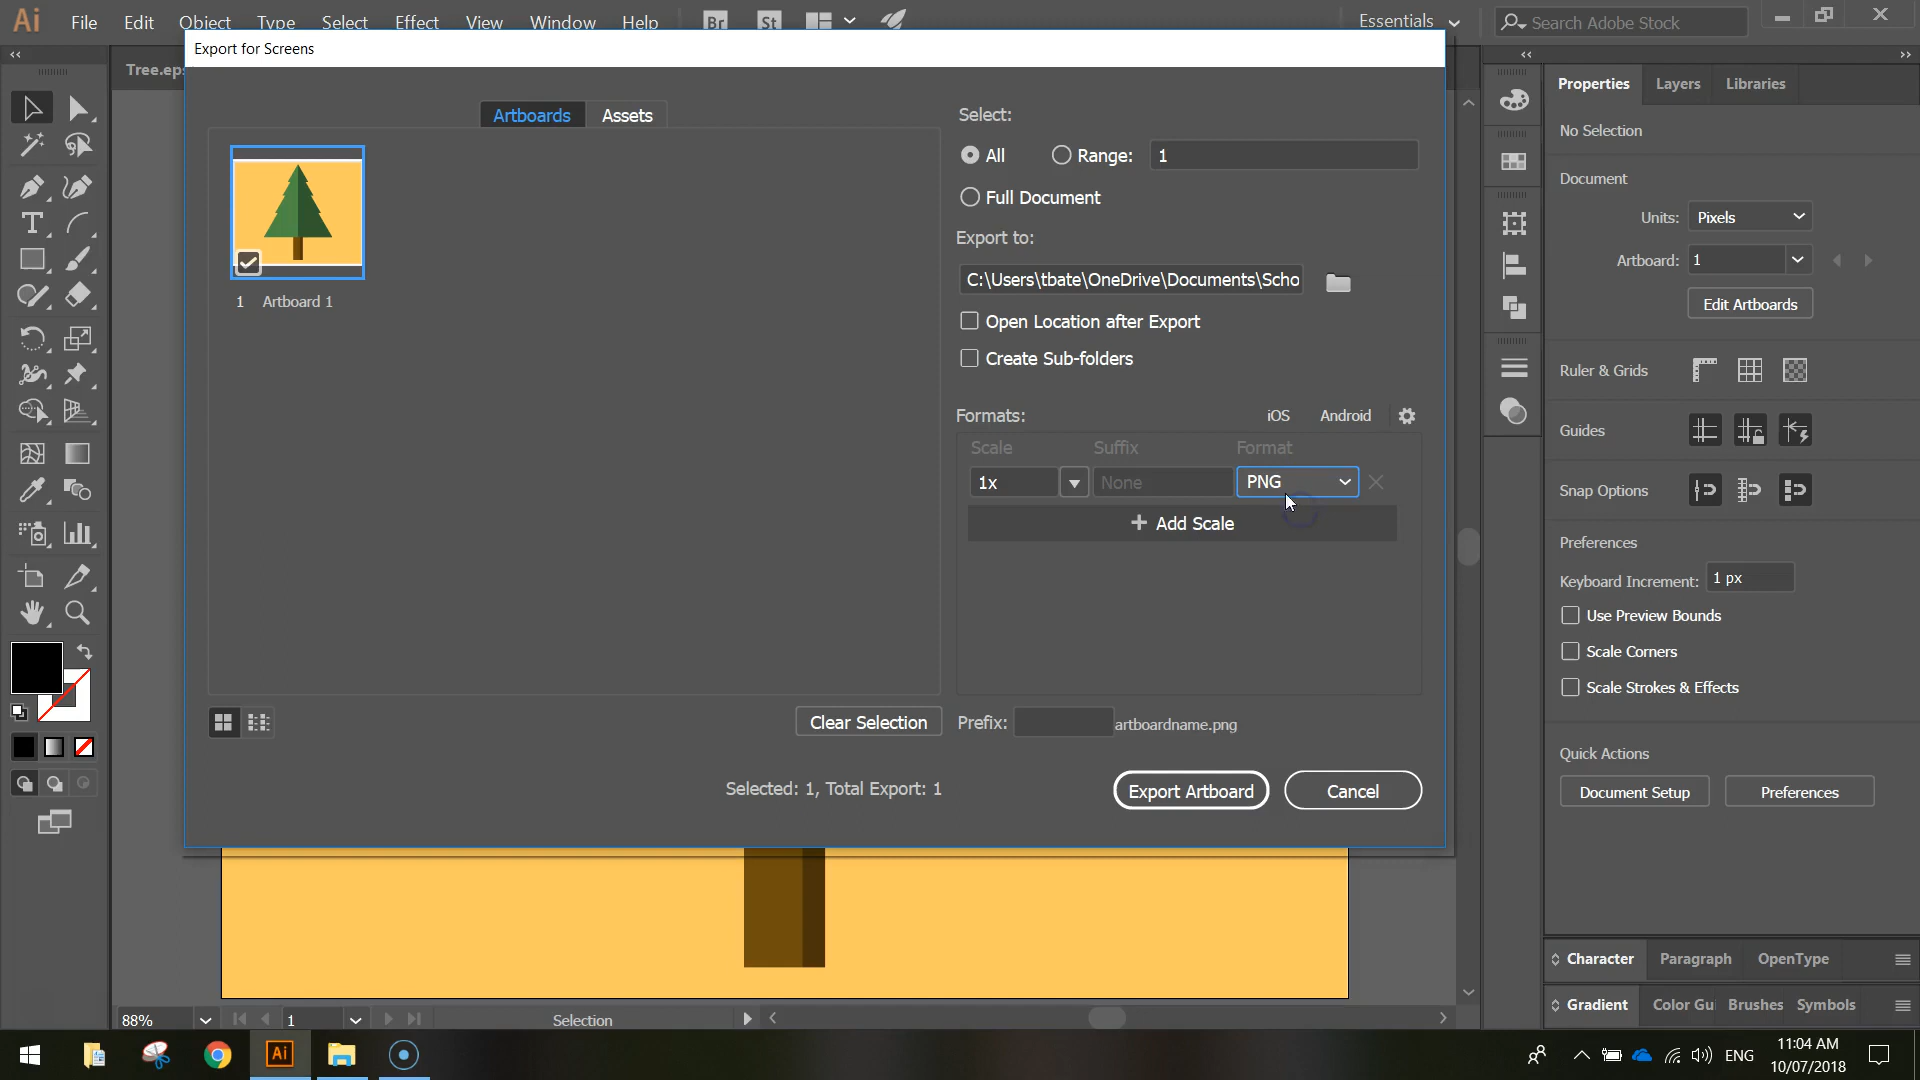 Ai File Edit Object Type Select Effect View Window Help Br St Essentials Search Adobe Stock
Export for Screens
Tree.eps
Artboards Assets
1 Artboard 1
Select:
All Range: 1
Full Document
Export to:
C:\Users\tbate\OneDrive\Documents\Scho
Open Location after Export
Create Sub-folders
Formats: iOS Android
Scale Suffix Format
1x None PNG
+ Add Scale
Clear Selection Prefix: artboardname.png
Selected: 1, Total Export: 1 Export Artboard Cancel
Properties Layers Libraries
No Selection
Document
Units: Pixels
Artboard: 1
Edit Artboards
Ruler & Grids
Guides
Snap Options
Preferences
Keyboard Increment: 1 px
Use Preview Bounds
Scale Corners
Scale Strokes & Effects
Quick Actions
Document Setup Preferences
Character Paragraph OpenType
Gradient Color Gu Brushes Symbols
88% 1 Selection
Ai ENG 11:04 AM
10/07/2018